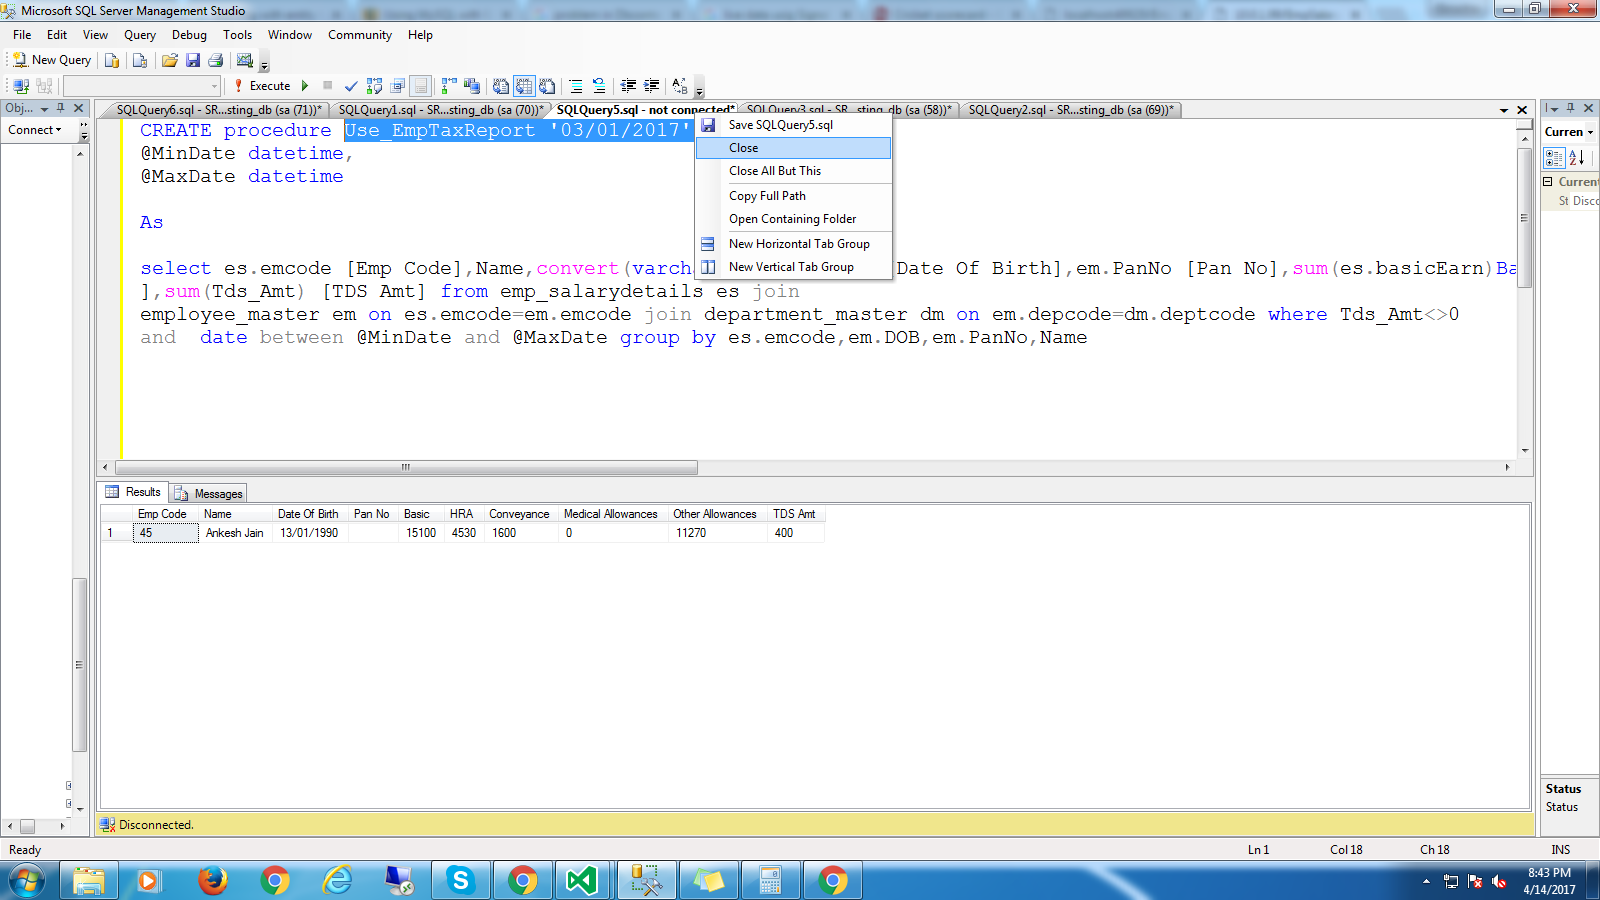 Microsoft SQL Server Management Studio
File Edit View Query Debug Tools Window Community Help
New Query
Execute
Obj...
Connect
SQLQuery6.sql - SR...sting_db (sa (71))* SQLQuery1.sql - SR...sting_db (sa (70))* SQLQuery5.sql - not connected* SQLQuery3.sql - SR...sting_db (sa (58))* SQLQuery2.sql - SR...sting_db (sa (69))*
CREATE procedure Use_EmpTaxReport '03/01/2017'
@MinDate datetime,
@MaxDate datetime
As
select es.emcode [Emp Code],Name,convert(varcha Date Of Birth],em.PanNo [Pan No],sum(es.basicEarn)Ba
],sum(Tds_Amt) [TDS Amt] from emp_salarydetails es join
employee_master em on es.emcode=em.emcode join department_master dm on em.depcode=dm.deptcode where Tds_Amt<>0
and date between @MinDate and @MaxDate group by es.emcode,em.DOB,em.PanNo,Name
Save SQLQuery5.sql
Close
Close All But This
Copy Full Path
Open Containing Folder
New Horizontal Tab Group
New Vertical Tab Group
Curren
Current
St Disco
Results Messages
Emp Code Name Date Of Birth Pan No Basic HRA Conveyance Medical Allowances Other Allowances TDS Amt
1 45 Ankesh Jain 13/01/1990 15100 4530 1600 0 11270 400
Status
Status
Disconnected.
Ready Ln 1 Col 18 Ch 18 INS
8:43 PM
4/14/2017